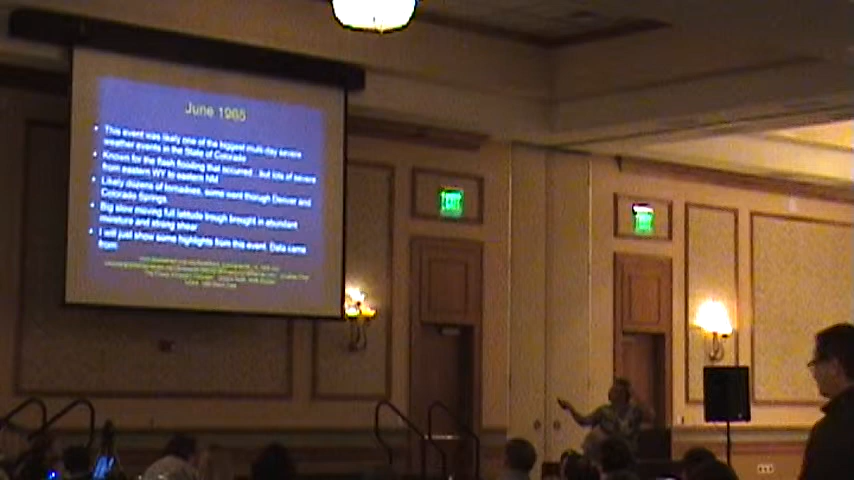 June 1965
• This event was likely one of the biggest multi-day severe
weather events in the State of Colorado
• Known for the flash flooding that occurred... but lots of severe
from eastern WY to eastern NM
• Likely dozens of tornadoes, some went though Denver and
Colorado Springs
• Big slow moving full latitude trough brought in abundant
moisture and strong shear
• I will just show some highlights from this event. Data came
from:
EXIT
EXIT